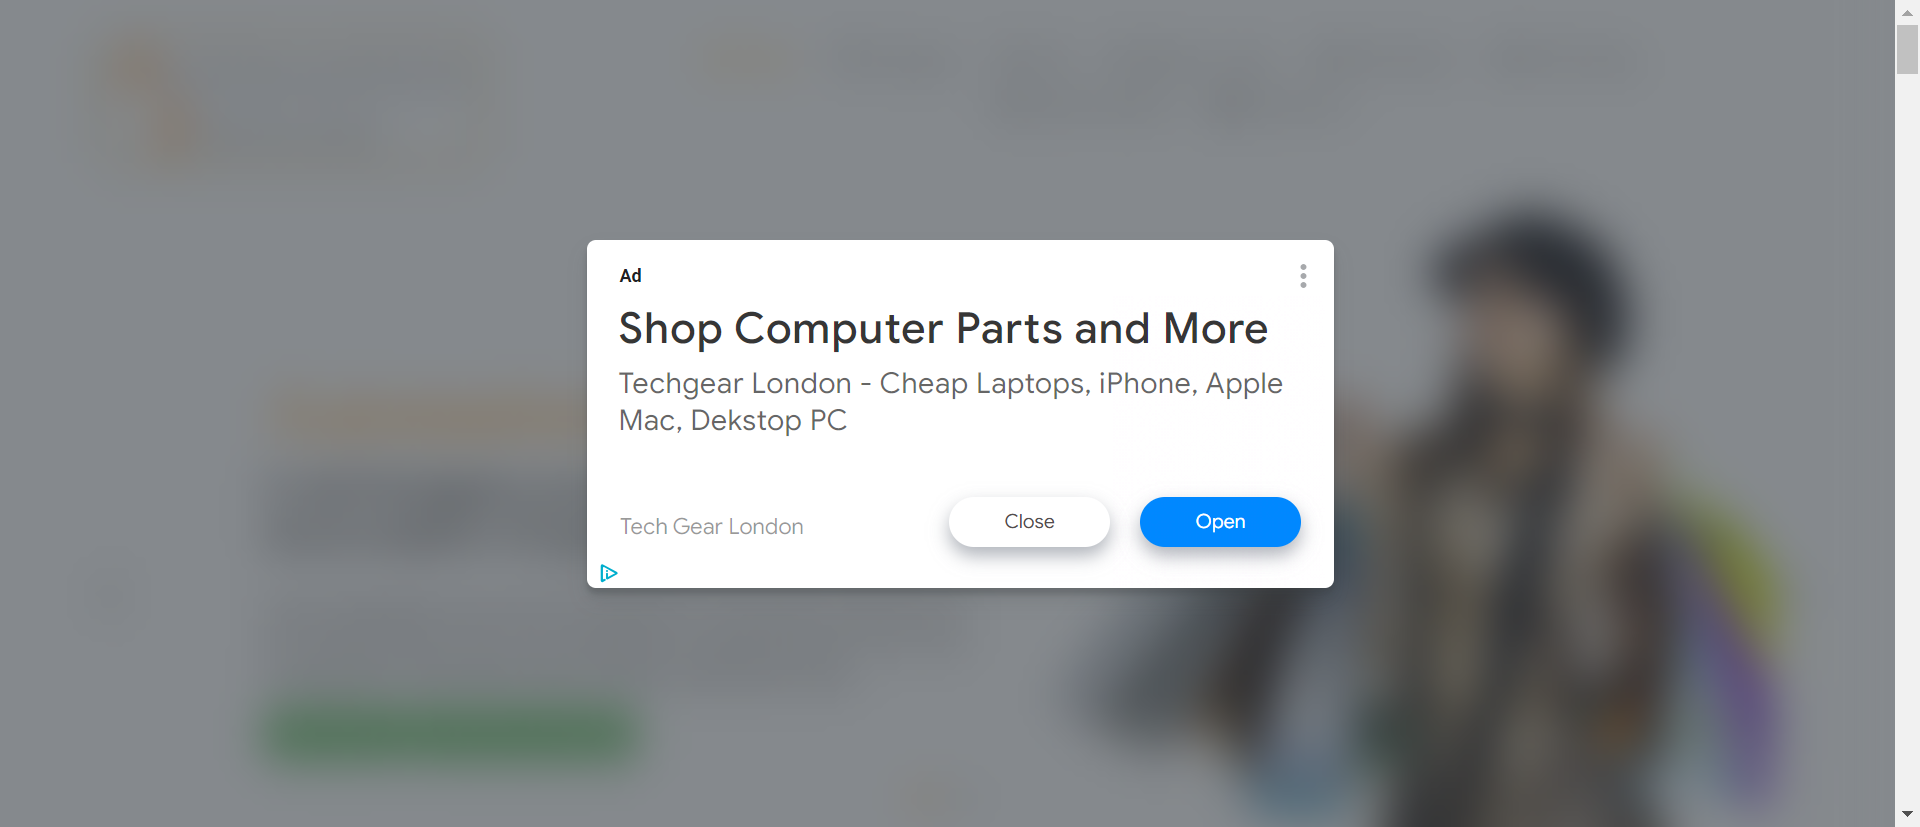 Ad
Shop Computer Parts and More
Techgear London - Cheap Laptops, iPhone, Apple
Mac, Dekstop PC
Tech Gear London
Close
Open